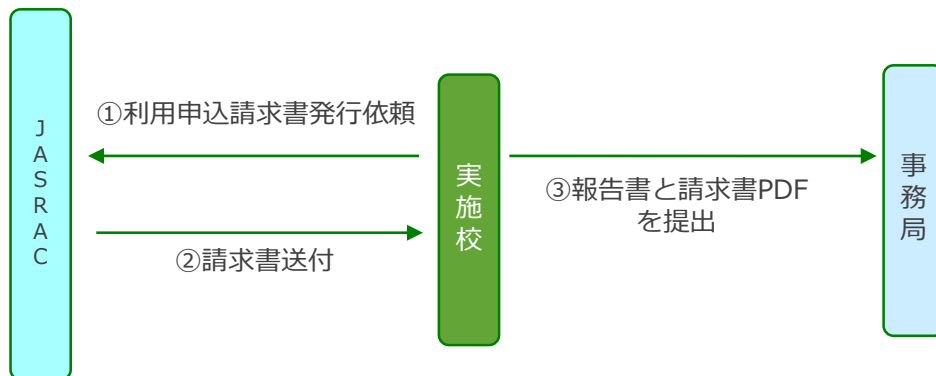 JASRAC
①利用申込請求書発行依頼
②請求書送付
実施校
③報告書と請求書PDF
を提出
事務局